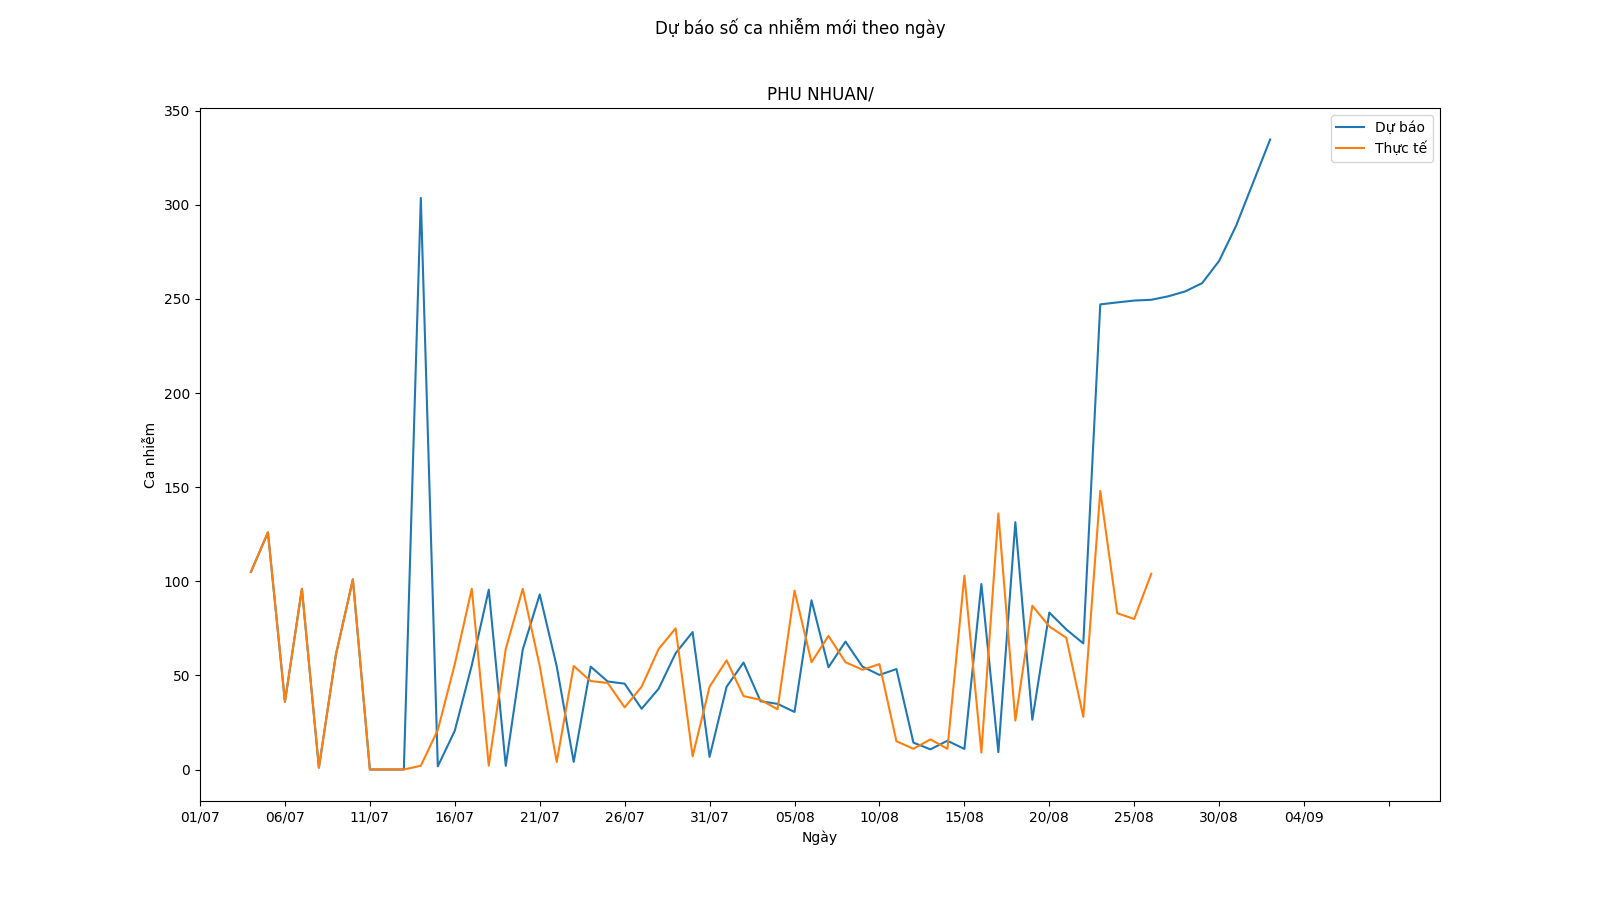 Dự báo số ca nhiễm mới theo ngày
PHU NHUAN/
Dự báo
Thực tế
350
300
250
200
150
100
50
0
Ca nhiễm
01/07 06/07 11/07 16/07 21/07 26/07 31/07 05/08 10/08 15/08 20/08 25/08 30/08 04/09
Ngày